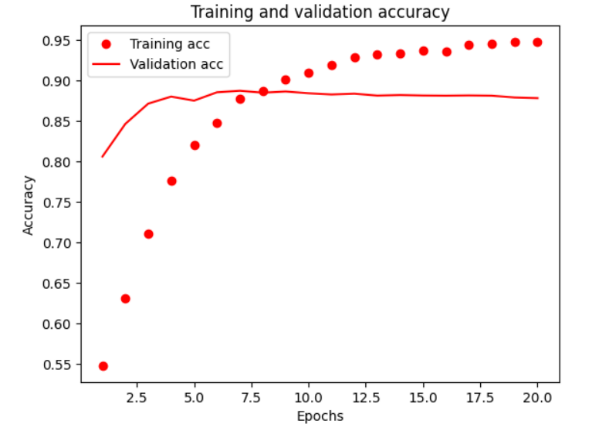 Training and validation accuracy
Training acc
Validation acc
0.95
0.90
0.85
0.80
0.75
0.70
0.65
0.60
0.55
Accuracy
2.5 5.0 7.5 10.0 12.5 15.0 17.5 20.0
Epochs